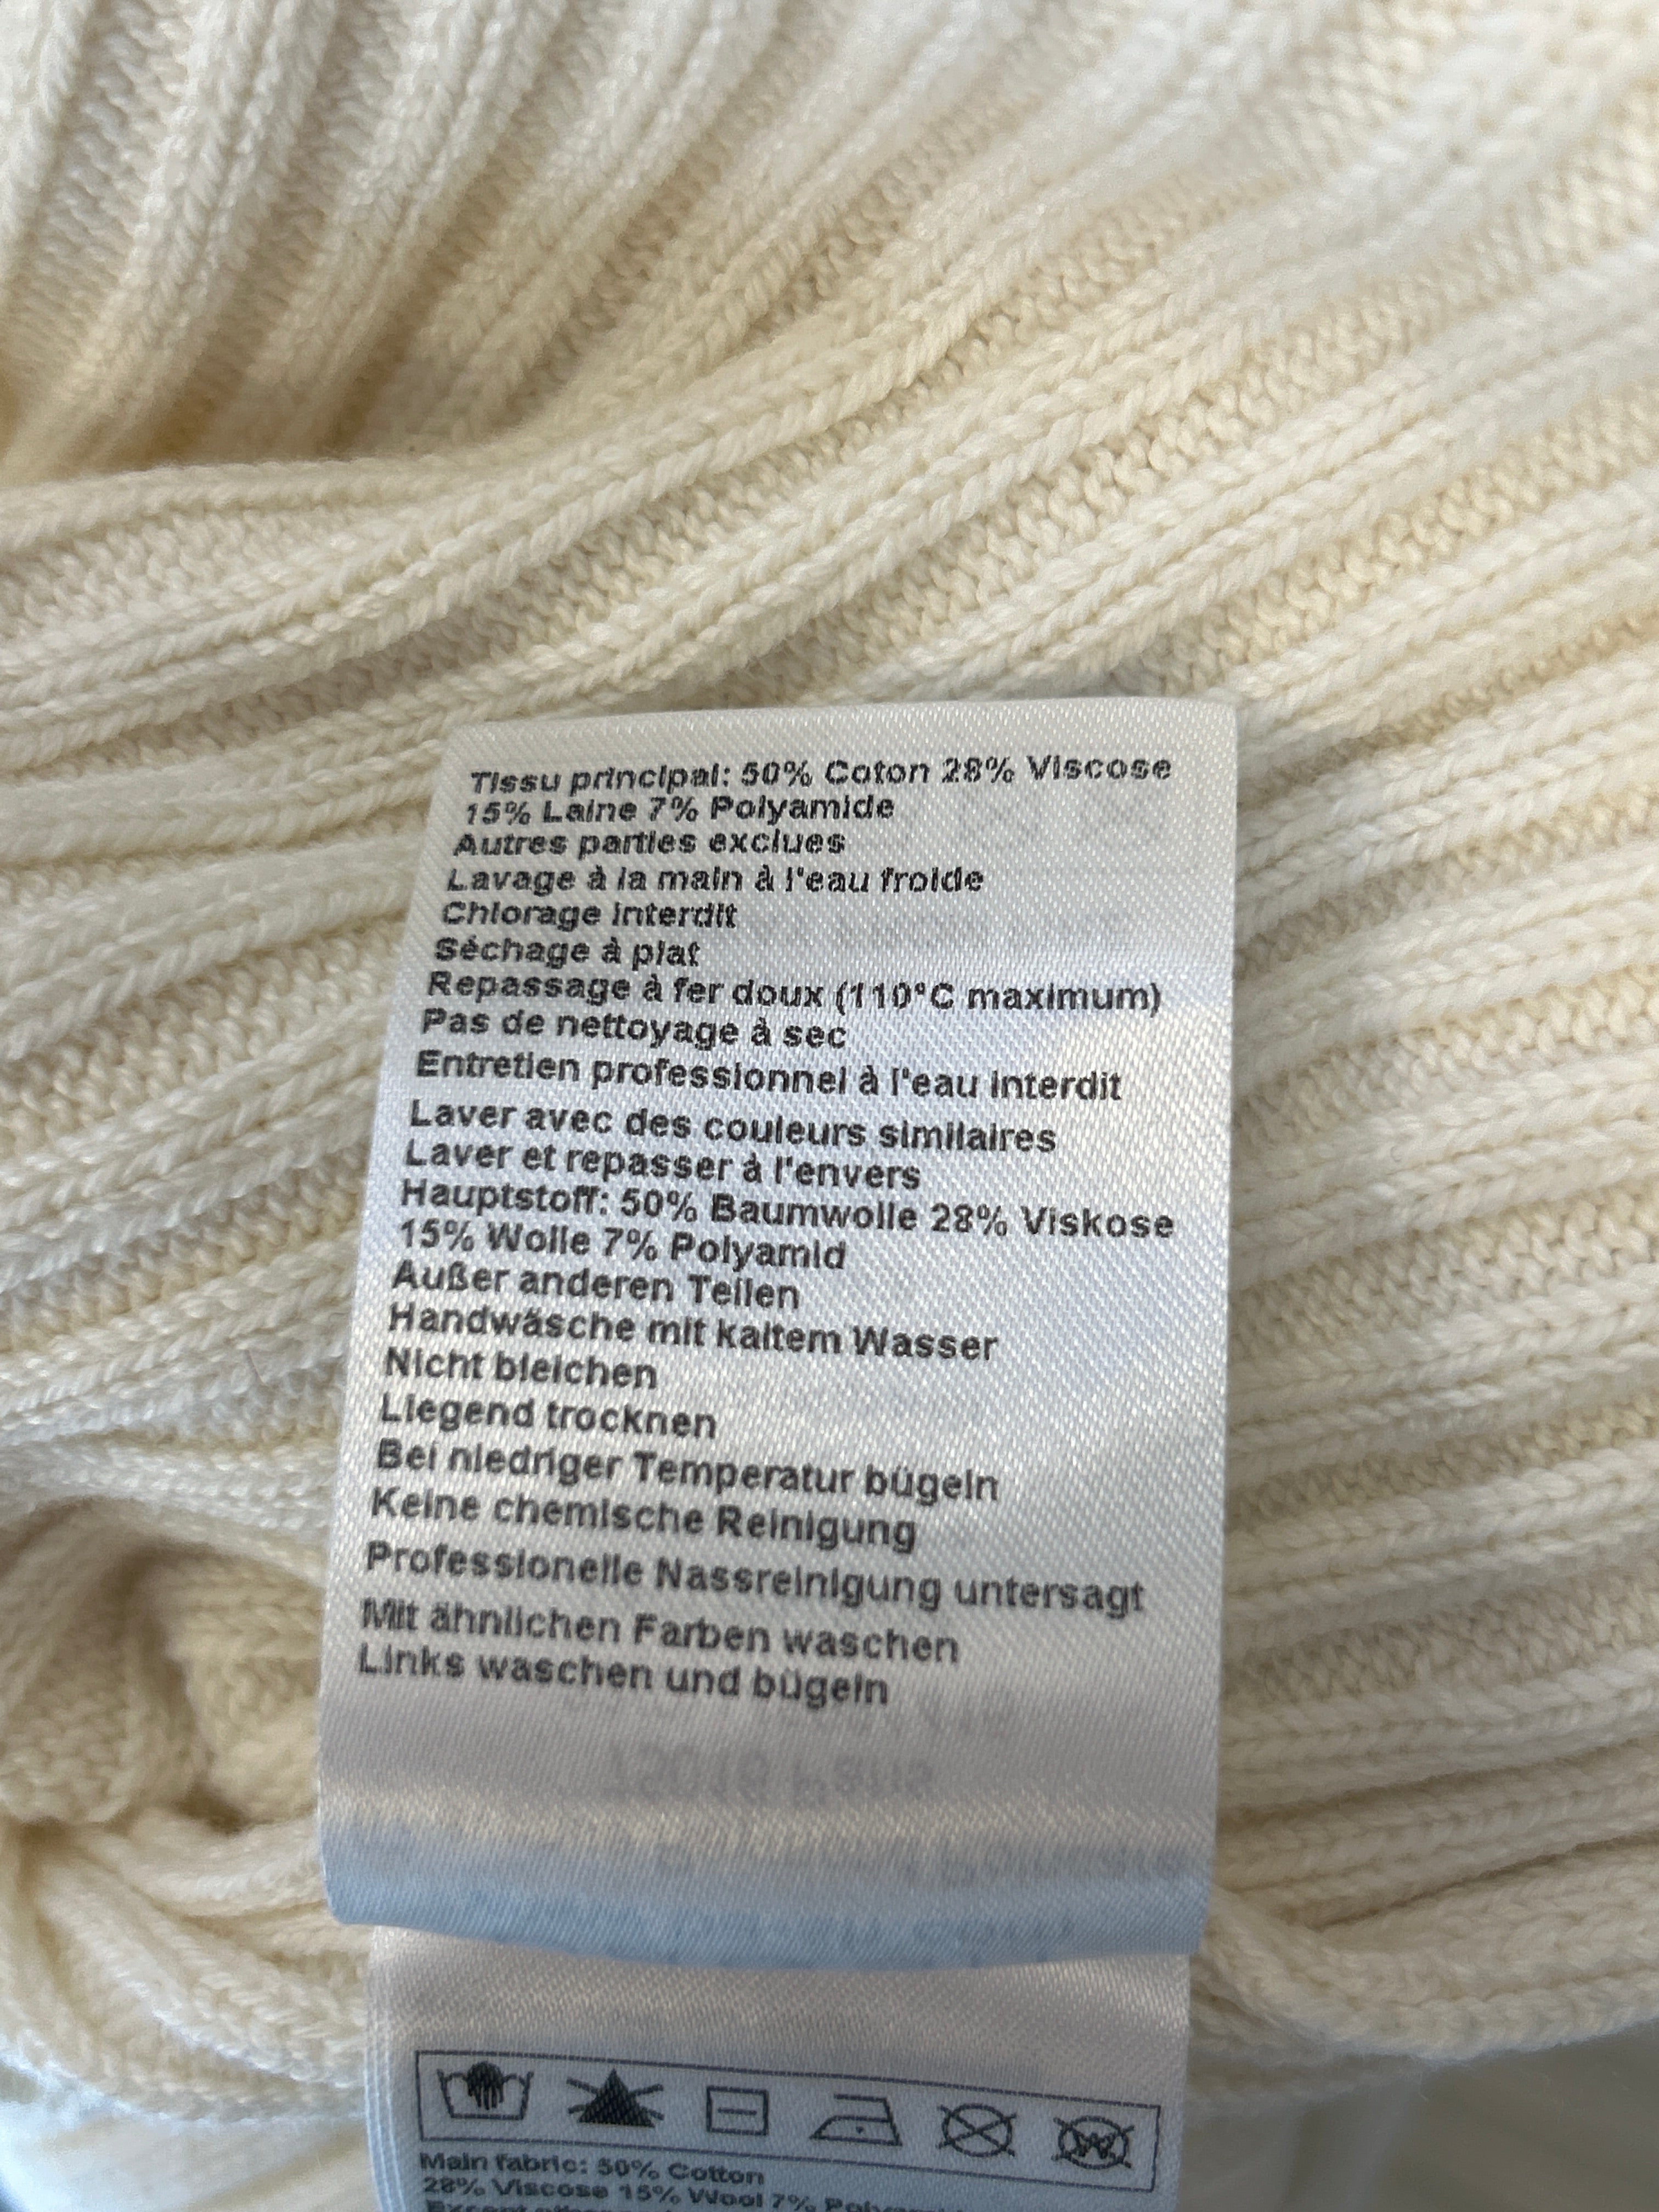 Tissu principal: 50% Coton 28% Viscose
15% Laine 7% Polyamide
Autres parties exclues
Lavage à la main à l'eau froide
Chlorage interdit
Séchage à plat
Repassage à fer doux (110°C maximum)
Pas de nettoyage à sec
Entretien professionnel à l'eau interdit
Laver avec des couleurs similaires
Laver et repasser à l'envers
Hauptstoff: 50% Baumwolle 28% Viskose
15% Wolle 7% Polyamid
Außer anderen Teilen
Handwäsche mit kaltem Wasser
Nicht bleichen
Liegend trocknen
Bei niedriger Temperatur bügeln
Keine chemische Reinigung
Professionelle Nassreinigung untersagt
Mit ähnlichen Farben waschen
Links waschen und bügeln
W
Main fabric: 50% Cotton
28% Viscose 15% Wool 7%